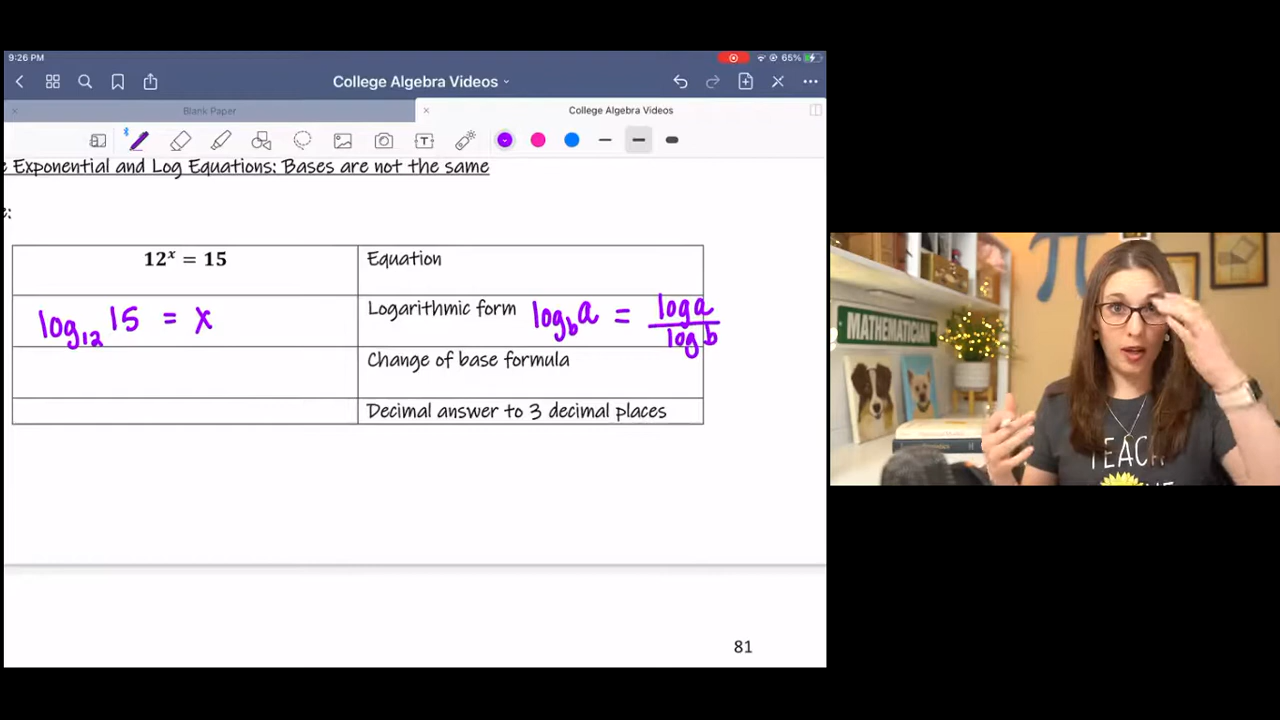 9:26 PM
65%
College Algebra Videos
Blank Paper
College Algebra Videos
e Exponential and Log Equations: Bases are not the same
e:
12ˣ = 15
Equation
log₁₂ 15 = x
Logarithmic form
log_b a = log a / log b
Change of base formula
Decimal answer to 3 decimal places
81
MATHEMATICIAN
TEACH